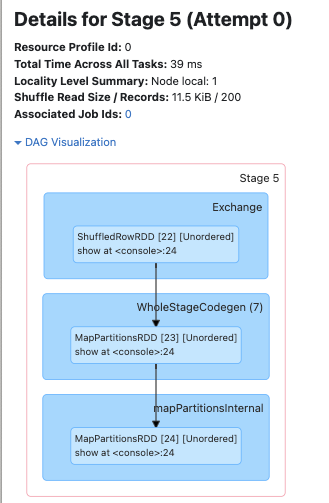 Details for Stage 5 (Attempt 0)
Resource Profile Id: 0
Total Time Across All Tasks: 39 ms
Locality Level Summary: Node local: 1
Shuffle Read Size / Records: 11.5 KiB / 200
Associated Job Ids: 0
DAG Visualization
Stage 5
Exchange
ShuffledRowRDD [22] [Unordered]
show at <console>:24
WholeStageCodegen (7)
MapPartitionsRDD [23] [Unordered]
show at <console>:24
mapPartitionsInternal
MapPartitionsRDD [24] [Unordered]
show at <console>:24